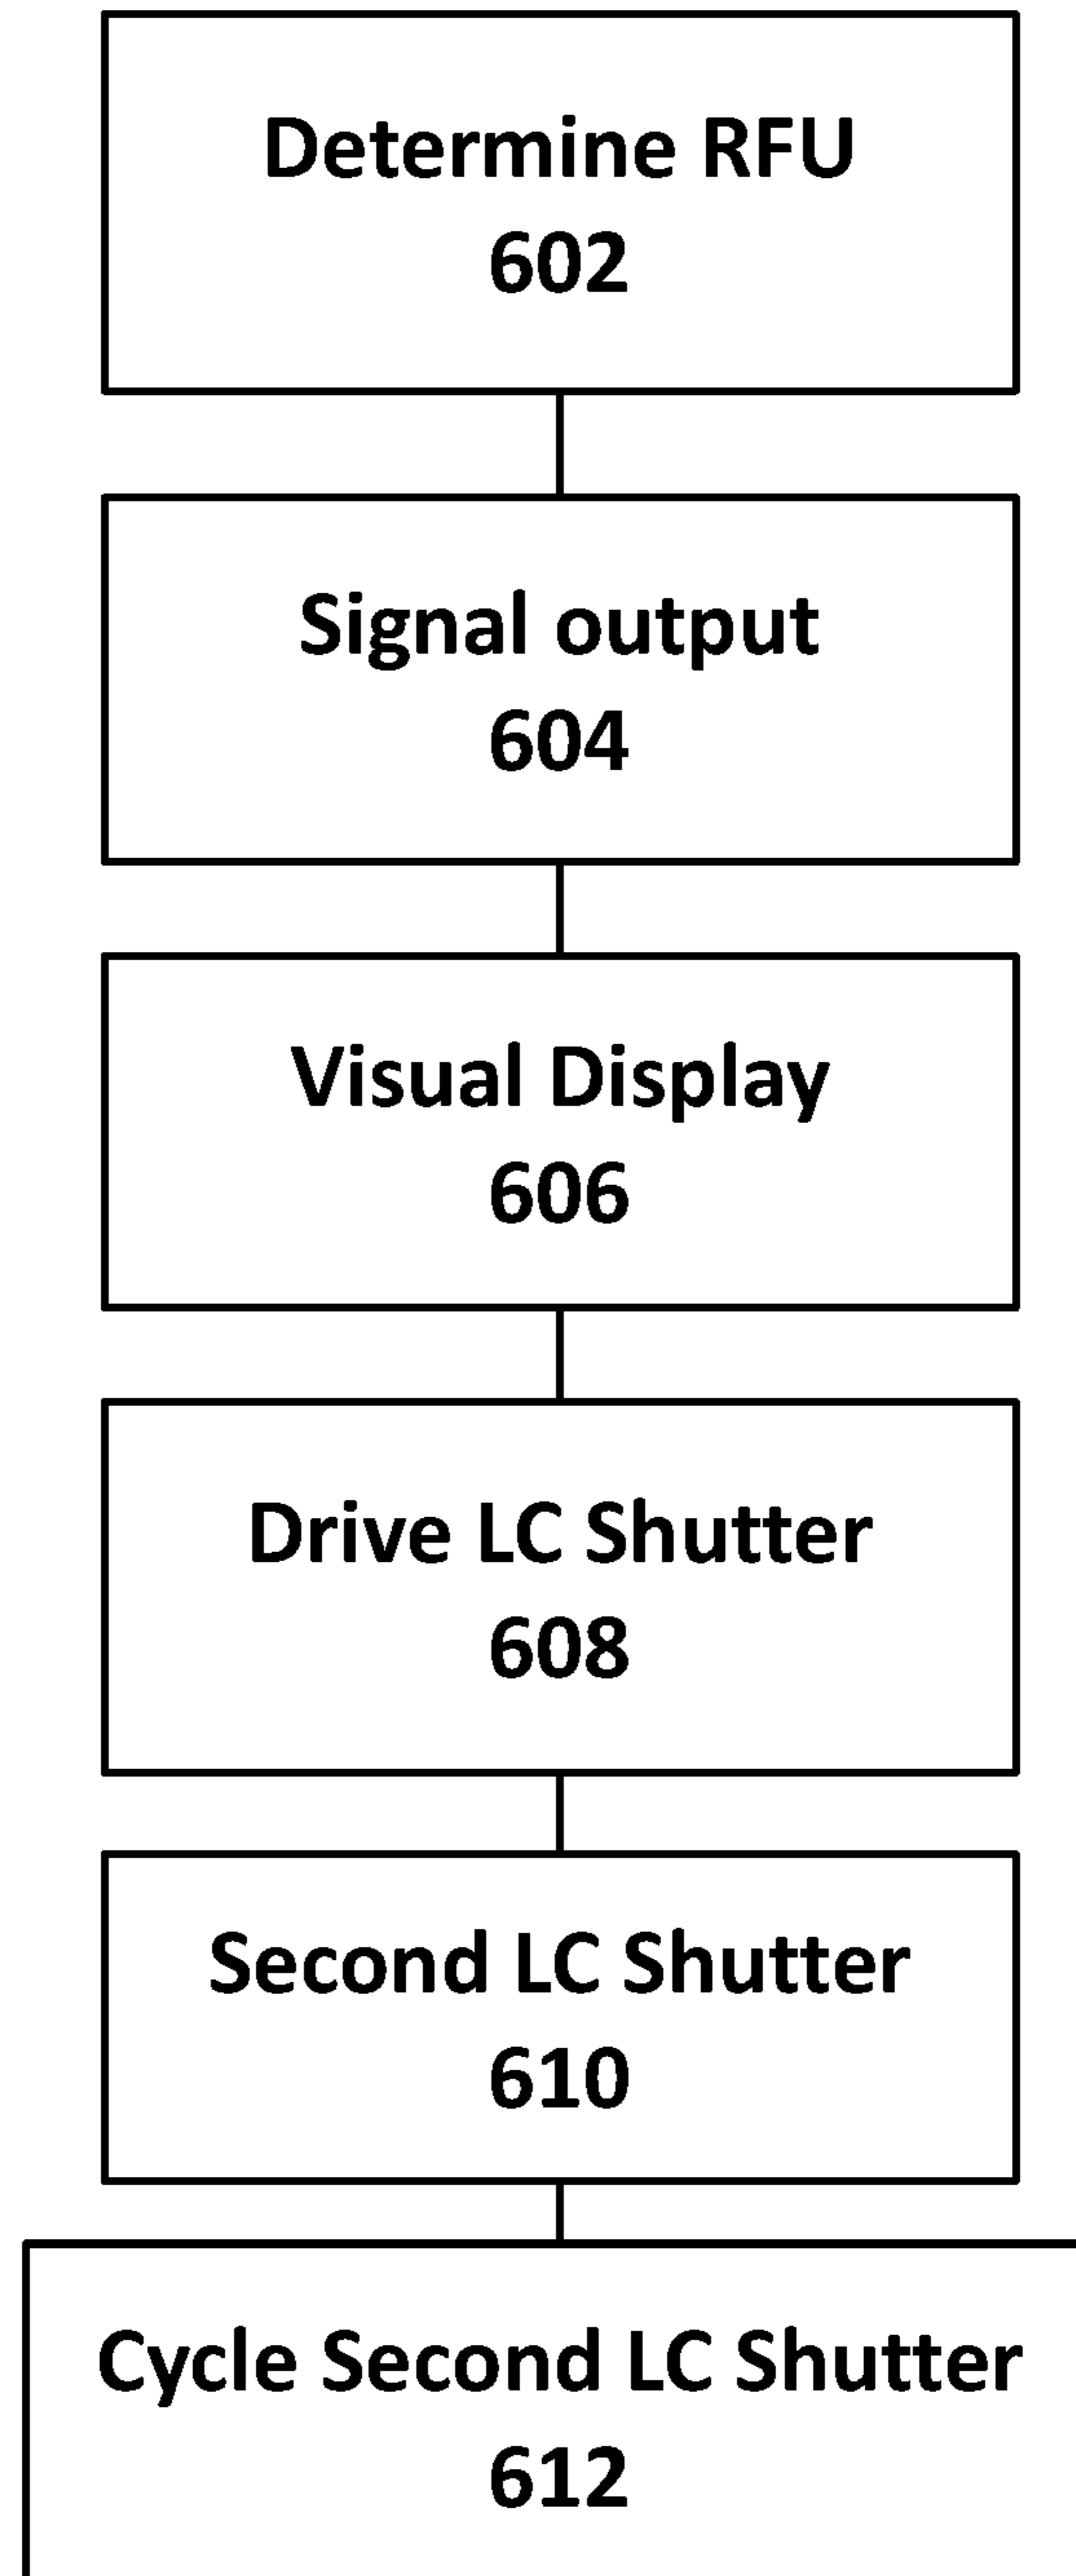 Determine RFU
602
Signal output
604
Visual Display
606
Drive LC Shutter
608
Second LC Shutter
610
Cycle Second LC Shutter
612